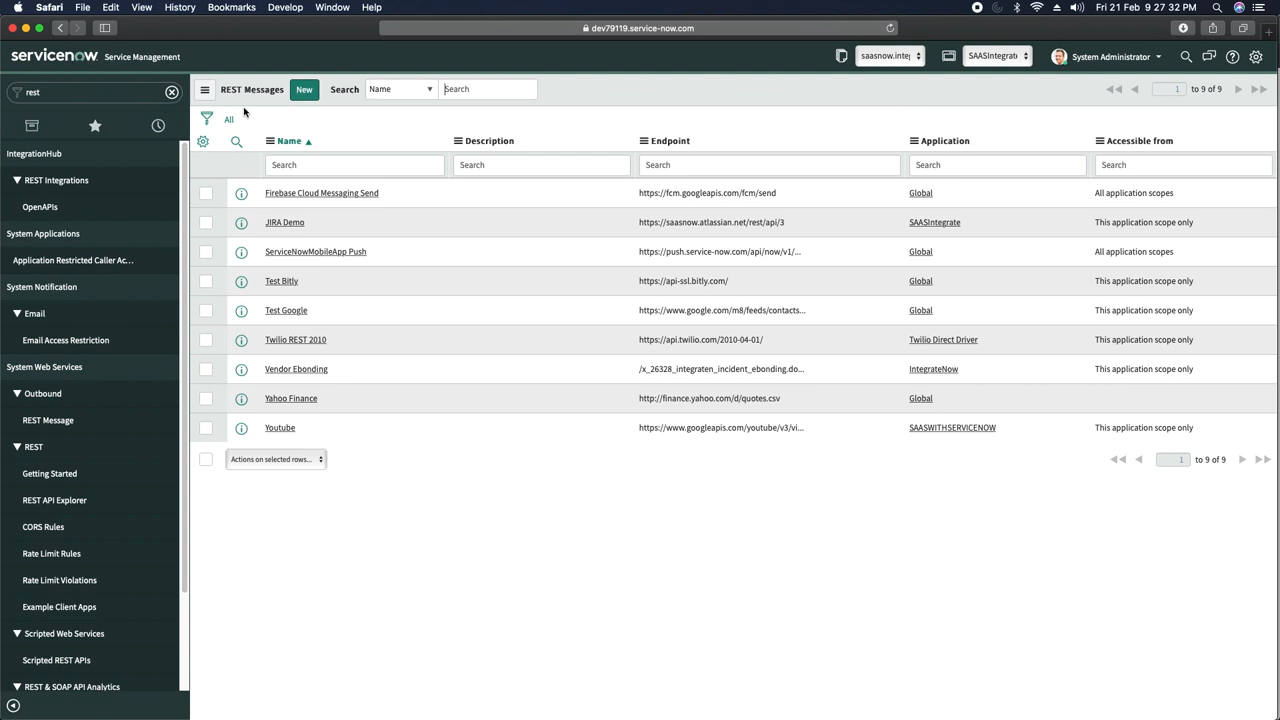 Safari File Edit View History Bookmarks Develop Window Help Fri 21 Feb 9 27 32 PM
dev79119.service-now.com
servicenow Service Management saasnow.integ SAASIntegrat System Administrator
rest
REST Messages New Search Name Search 1 to 9 of 9
All
Name Description Endpoint Application Accessible from
Search Search Search Search Search
Firebase Cloud Messaging Send https://fcm.googleapis.com/fcm/send Global All application scopes
JIRA Demo https://saasnow.atlassian.net/rest/api/3 SAASIntegrate This application scope only
ServiceNowMobileApp Push https://push.service-now.com/api/now/v1/... Global All application scopes
Test Bitly https://api-ssl.bitly.com/ Global This application scope only
Test Google https://www.google.com/m8/feeds/contacts... Global This application scope only
Twilio REST 2010 https://api.twilio.com/2010-04-01/ Twilio Direct Driver This application scope only
Vendor Ebonding /x_26328_integraten_incident_ebonding.do... IntegrateNow This application scope only
Yahoo Finance http://finance.yahoo.com/d/quotes.csv Global This application scope only
Youtube https://www.googleapis.com/youtube/v3/vi... SAASWITHSERVICENOW This application scope only
Actions on selected rows... 1 to 9 of 9
IntegrationHub
REST Integrations
OpenAPIs
System Applications
Application Restricted Caller Ac...
System Notification
Email
Email Access Restriction
System Web Services
Outbound
REST Message
REST
Getting Started
REST API Explorer
CORS Rules
Rate Limit Rules
Rate Limit Violations
Example Client Apps
Scripted Web Services
Scripted REST APIs
REST & SOAP API Analytics